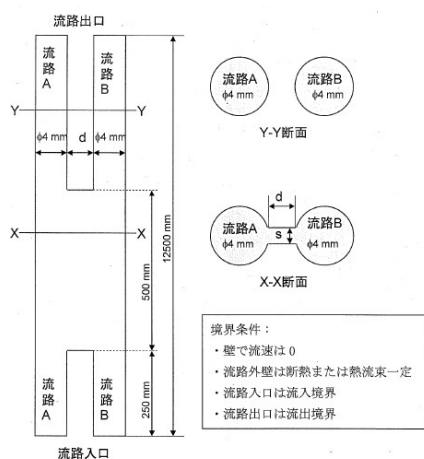 流路出口
流路A
流路B
Y
Y
φ4 mm
d
φ4 mm
X
X
12500 mm
500 mm
250 mm
流路A
流路B
流路入口
流路A
φ4 mm
流路B
φ4 mm
Y-Y断面
d
流路A
φ4 mm
s
流路B
φ4 mm
X-X断面
境界条件：
・壁で流速は0
・流路外壁は断熱または熱流束一定
・流路入口は流入境界
・流路出口は流出境界